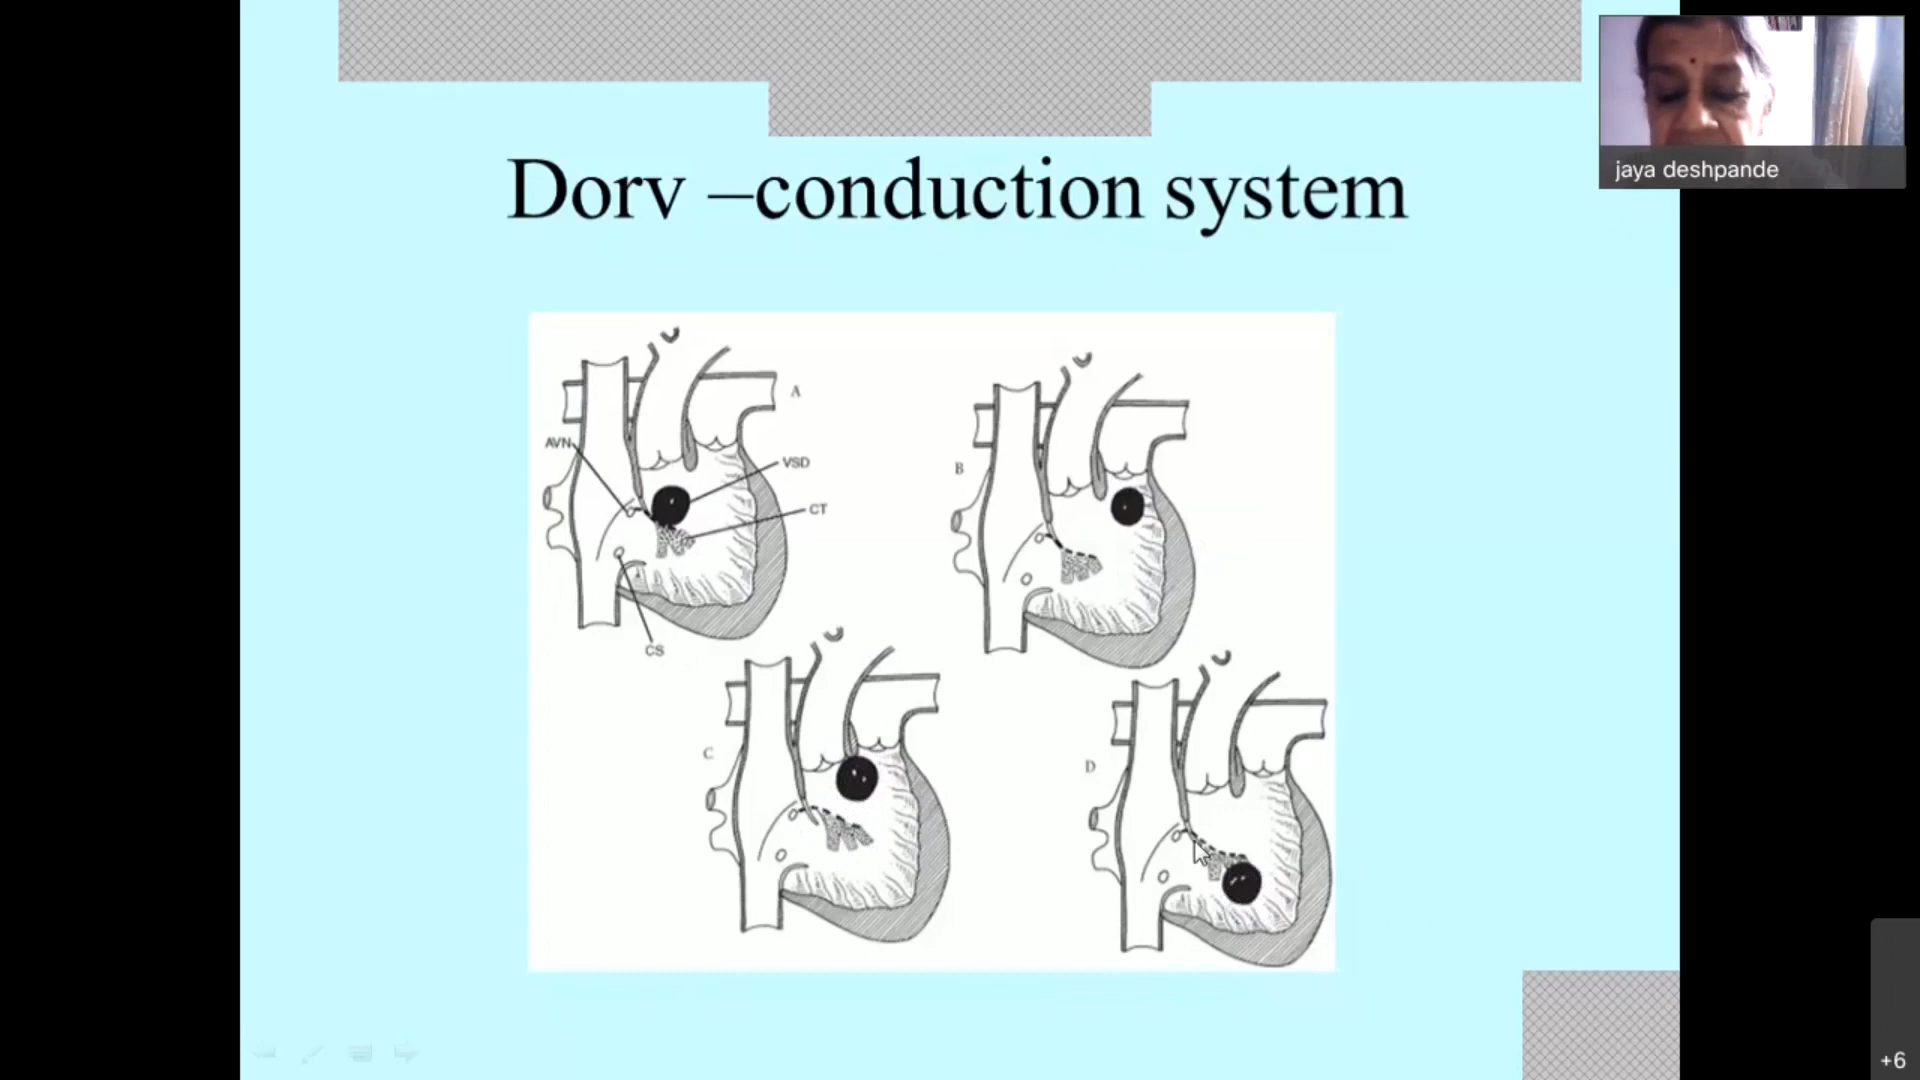 jaya deshpande
Dorv –conduction system
A
AVN
VSD
B
CT
CS
C
D
+6